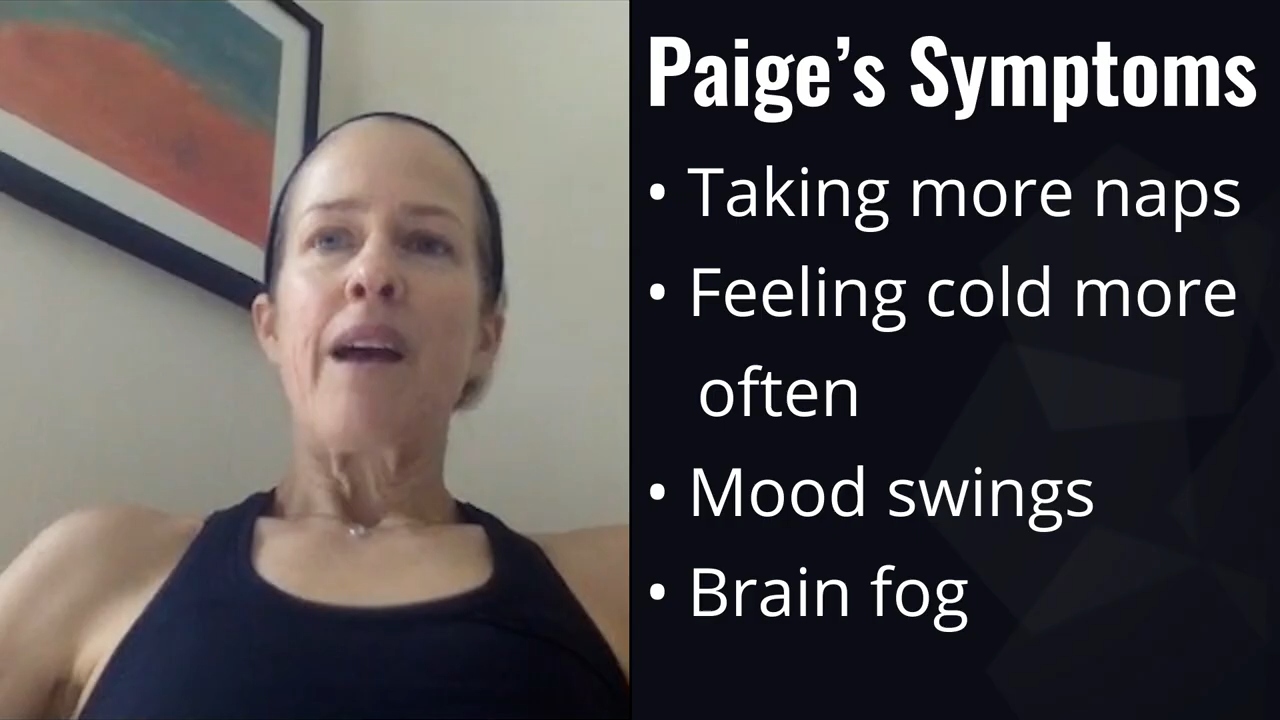 Paige’s Symptoms
• Taking more naps
• Feeling cold more
often
• Mood swings
• Brain fog